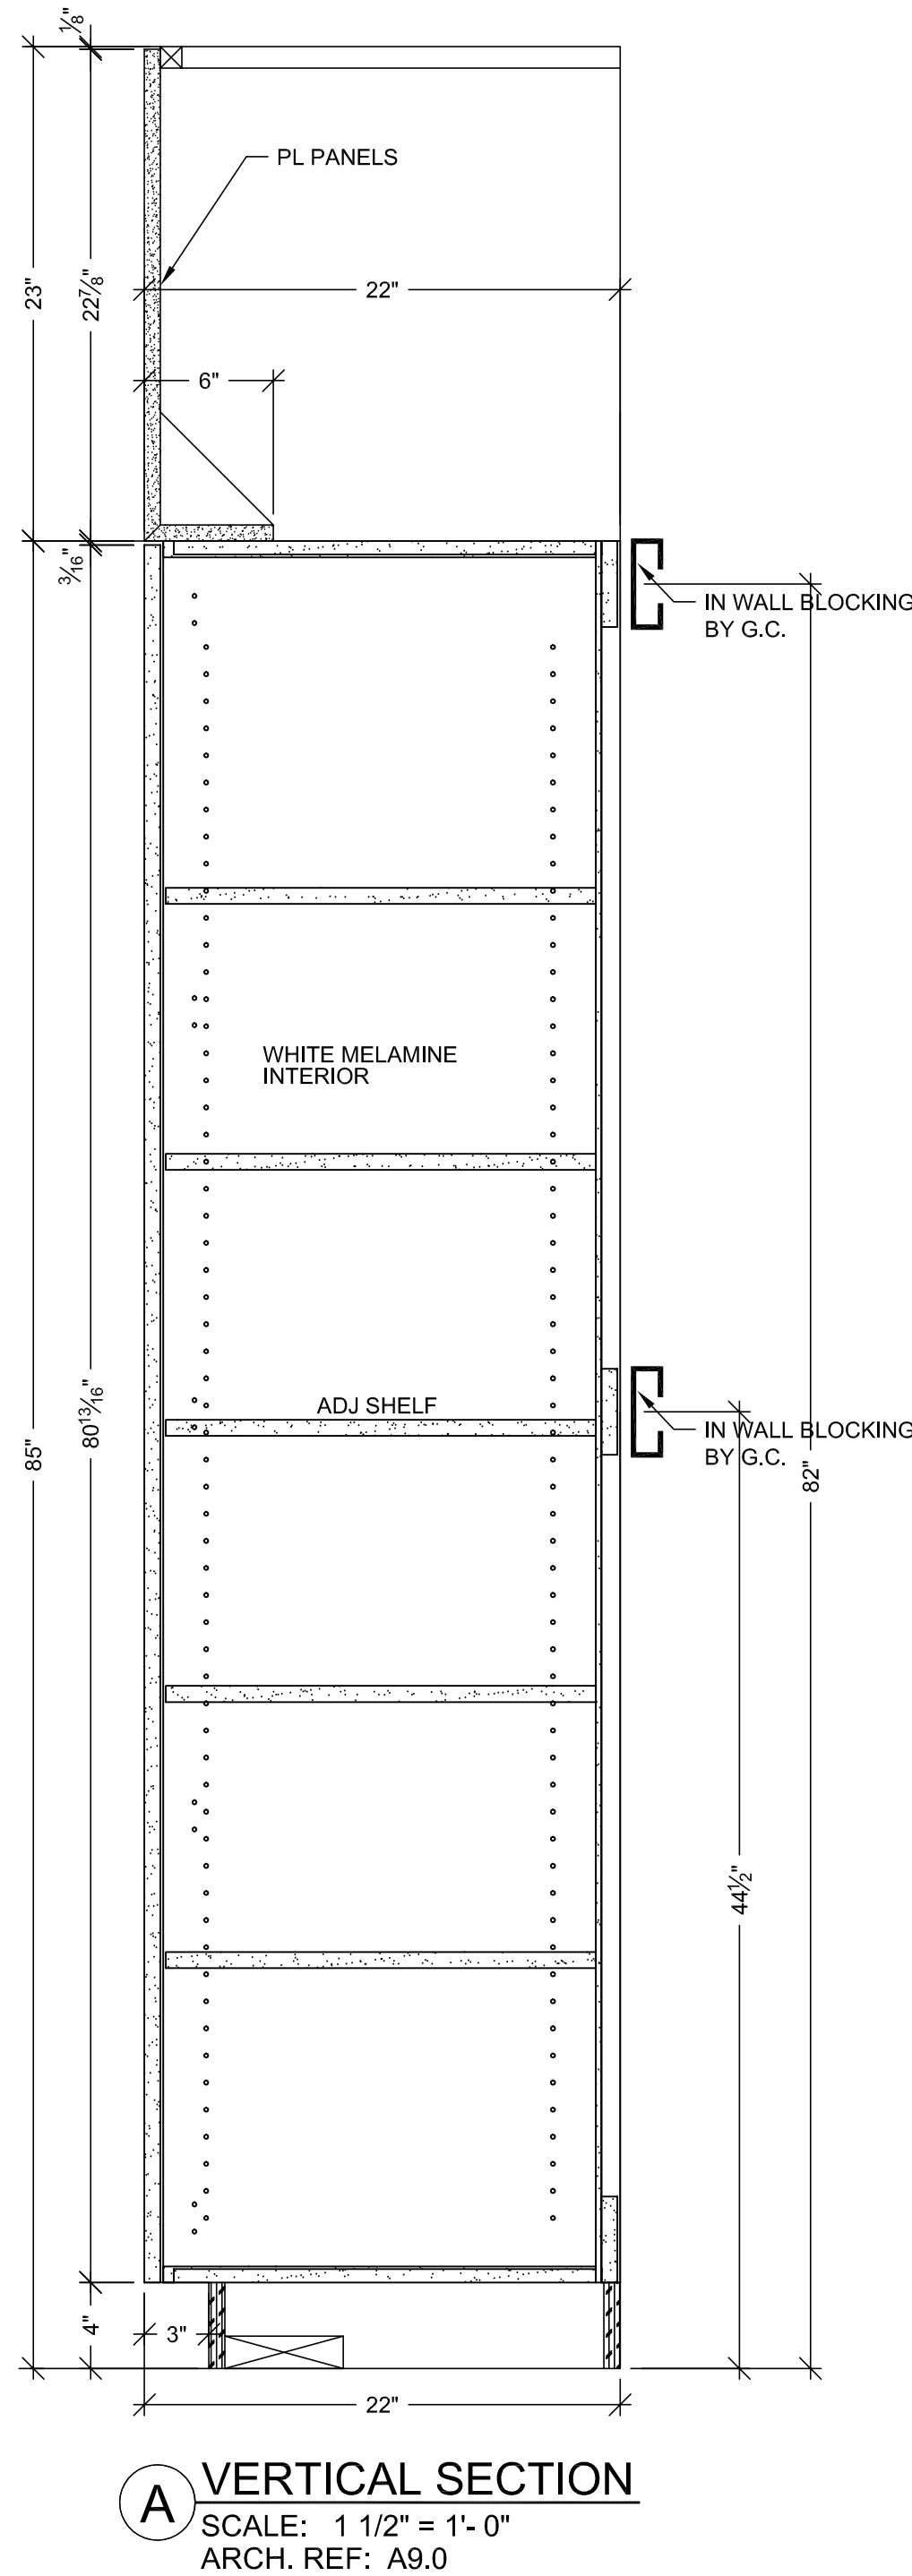 1/8"
PL PANELS
23"
22 7/8"
22"
6"
3/16"
IN WALL BLOCKING
BY G.C.
WHITE MELAMINE
INTERIOR
85"
80 13/16"
ADJ SHELF
IN WALL BLOCKING
BY G.C.
82"
44 1/2"
4"
3"
22"
A
VERTICAL SECTION
SCALE: 1 1/2" = 1'- 0"
ARCH. REF: A9.0